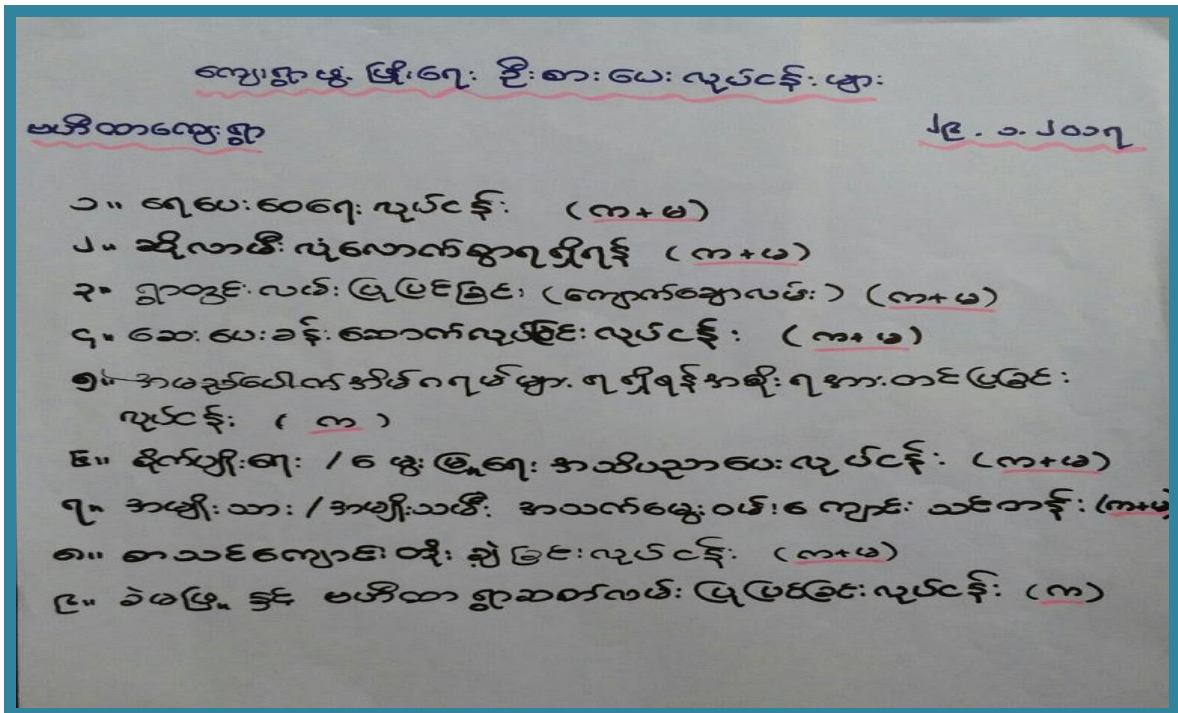 ကျေးရွာဖွံ့ဖြိုးရေး ဦးစားပေးလုပ်ငန်းများ
မဟီထာကျေးရွာ ၂၉.၁.၂၀၁၇
၁။ ရေပေးဝေရေးလုပ်ငန်း (က+မ)
၂။ ဆိုလာမီးလုံလောက်စွာရရှိရန် (က+မ)
၃။ ရွာတွင်းလမ်းပြုပြင်ခြင်း (ကျောက်ချောလမ်း) (က+မ)
၄။ ဆေးပေးခန်းဆောက်လုပ်ခြင်းလုပ်ငန်း (က+မ)
၅။ အမည်ပေါက်အိမ်ဂရမ်များရရှိရန်အစိုးရအားတင်ပြခြင်း
လုပ်ငန်း (က)
၆။ စိုက်ပျိုးရေး/မွေးမြူရေး အသိပညာပေးလုပ်ငန်း (က+မ)
၇။ အမျိုးသား/အမျိုးသမီး အသက်မွေးဝမ်းကျောင်း သင်တန်း (က+မ)
၈။ စာသင်ကျောင်းတိုးချဲ့ခြင်းလုပ်ငန်း (က+မ)
၉။ ခဲမဖြူ နှင့် မဟီထာ ရွာဆက်လမ်းပြုပြင်ခြင်းလုပ်ငန်း (က)